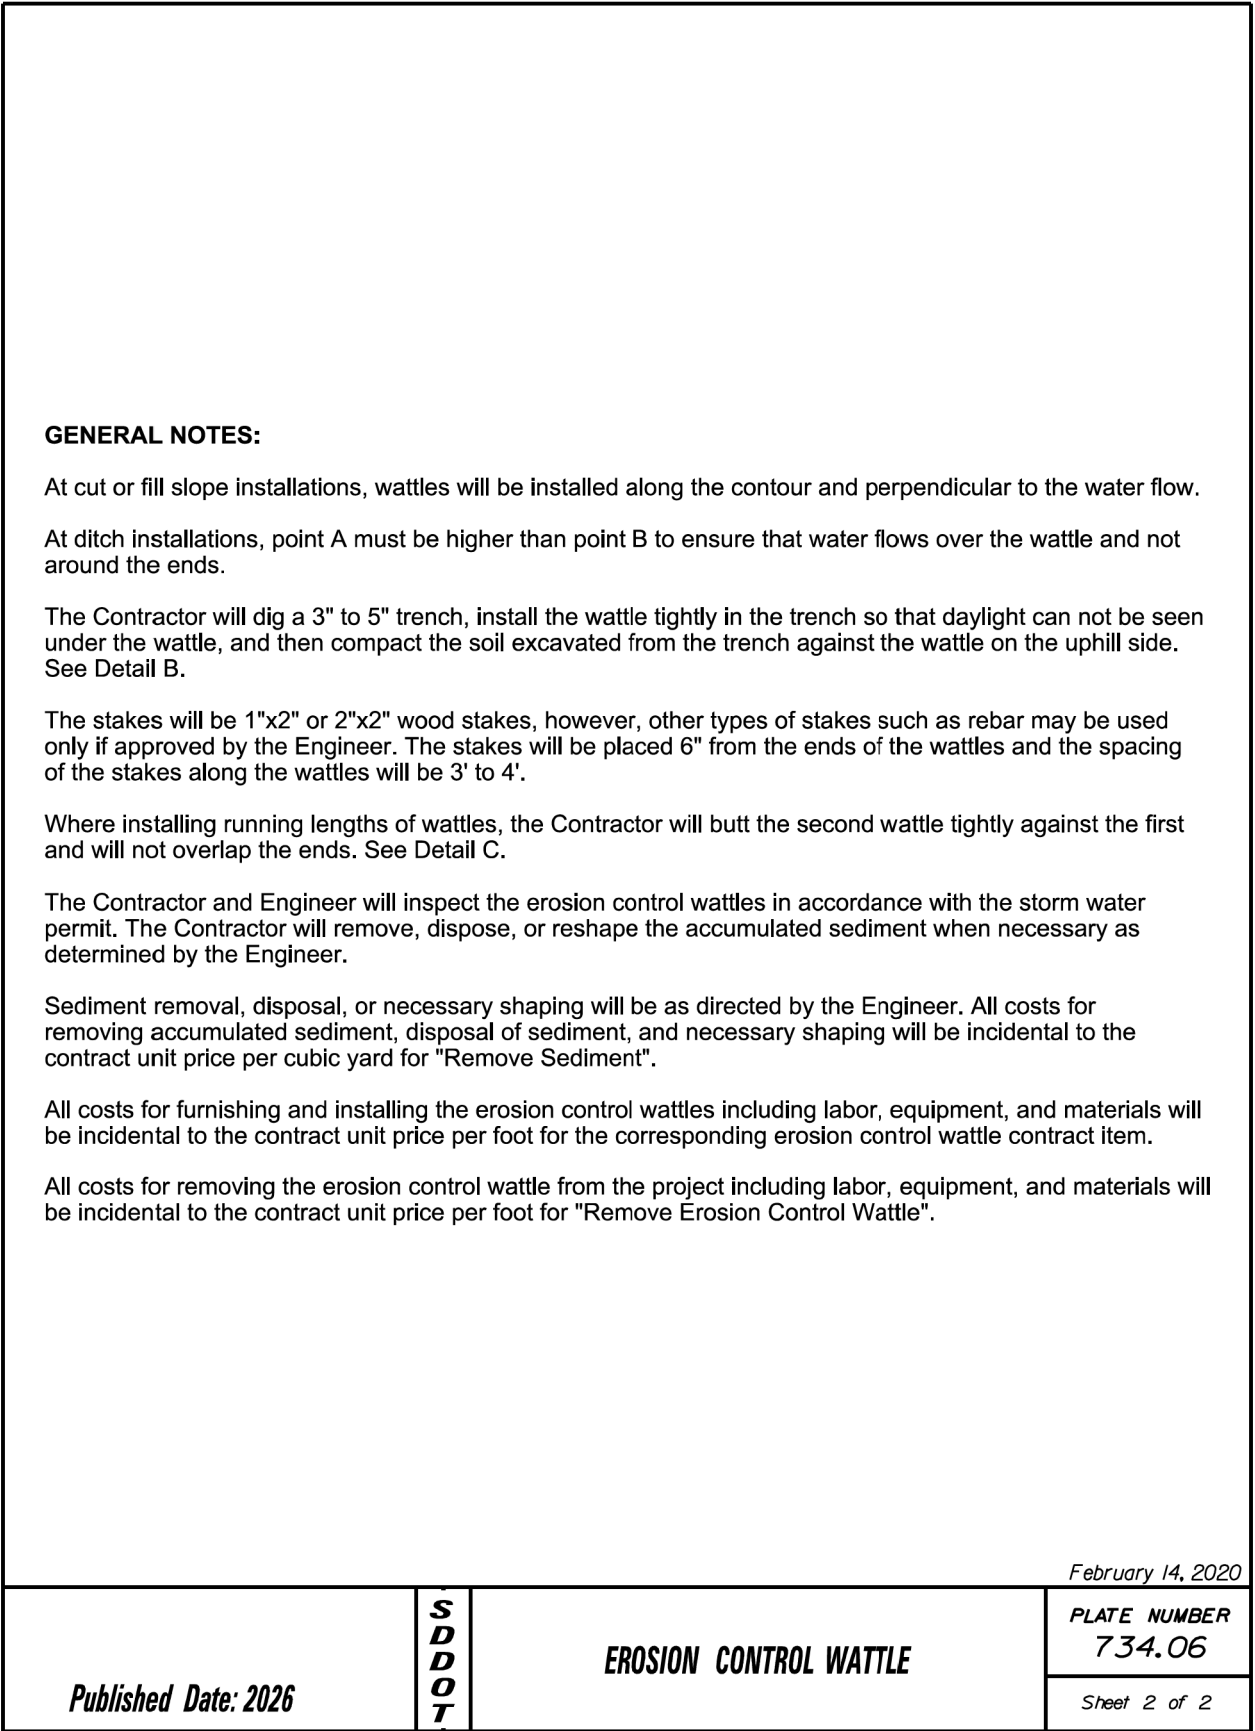 GENERAL NOTES:
At cut or fill slope installations, wattles will be installed along the contour and perpendicular to the water flow.
At ditch installations, point A must be higher than point B to ensure that water flows over the wattle and not
around the ends.
The Contractor will dig a 3" to 5" trench, install the wattle tightly in the trench so that daylight can not be seen
under the wattle, and then compact the soil excavated from the trench against the wattle on the uphill side.
See Detail B.
The stakes will be 1"x2" or 2"x2" wood stakes, however, other types of stakes such as rebar may be used
only if approved by the Engineer. The stakes will be placed 6" from the ends of the wattles and the spacing
of the stakes along the wattles will be 3' to 4'.
Where installing running lengths of wattles, the Contractor will butt the second wattle tightly against the first
and will not overlap the ends. See Detail C.
The Contractor and Engineer will inspect the erosion control wattles in accordance with the storm water
permit. The Contractor will remove, dispose, or reshape the accumulated sediment when necessary as
determined by the Engineer.
Sediment removal, disposal, or necessary shaping will be as directed by the Engineer. All costs for
removing accumulated sediment, disposal of sediment, and necessary shaping will be incidental to the
contract unit price per cubic yard for "Remove Sediment".
All costs for furnishing and installing the erosion control wattles including labor, equipment, and materials will
be incidental to the contract unit price per foot for the corresponding erosion control wattle contract item.
All costs for removing the erosion control wattle from the project including labor, equipment, and materials will
be incidental to the contract unit price per foot for "Remove Erosion Control Wattle".
February 14, 2020
Published Date: 2026
S
D
D
O
T
EROSION CONTROL WATTLE
PLATE NUMBER
734.06
Sheet 2 of 2